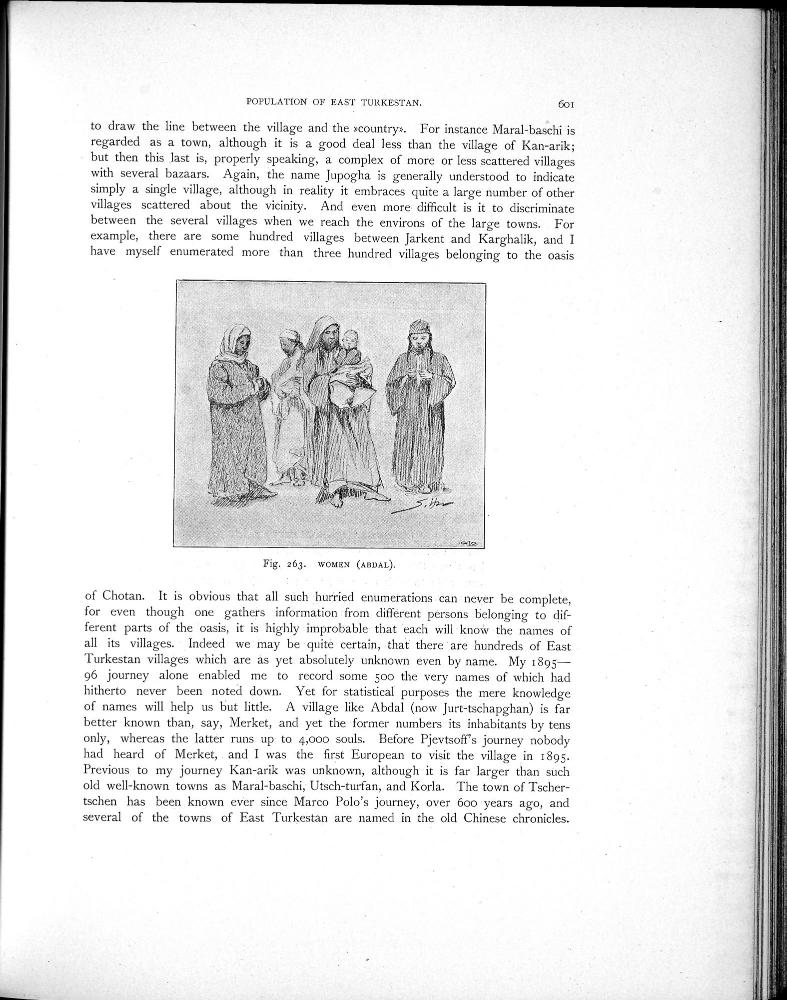 POPULATION OF EAST TURKESTAN. 601
to draw the line between the village and the »country». For instance Maral-baschi is
regarded as a town, although it is a good deal less than the village of Kan-arik;
but then this last is, properly speaking, a complex of more or less scattered villages
with several bazaars. Again, the name Jupogha is generally understood to indicate
simply a single village, although in reality it embraces quite a large number of other
villages scattered about the vicinity. And even more difficult is it to discriminate
between the several villages when we reach the environs of the large towns. For
example, there are some hundred villages between Jarkent and Karghalik, and I
have myself enumerated more than three hundred villages belonging to the oasis
Fig. 263. WOMEN (ABDAL).
of Chotan. It is obvious that all such hurried enumerations can never be complete,
for even though one gathers information from different persons belonging to dif-
ferent parts of the oasis, it is highly improbable that each will know the names of
all its villages. Indeed we may be quite certain, that there are hundreds of East
Turkestan villages which are as yet absolutely unknown even by name. My 1895—
96 journey alone enabled me to record some 500 the very names of which had
hitherto never been noted down. Yet for statistical purposes the mere knowledge
of names will help us but little. A village like Abdal (now Jurt-tschapghan) is far
better known than, say, Merket, and yet the former numbers its inhabitants by tens
only, whereas the latter runs up to 4,000 souls. Before Pjevtsoff's journey nobody
had heard of Merket, and I was the first European to visit the village in 1895.
Previous to my journey Kan-arik was unknown, although it is far larger than such
old well-known towns as Maral-baschi, Utsch-turfan, and Korla. The town of Tscher-
tschen has been known ever since Marco Polo's journey, over 600 years ago, and
several of the towns of East Turkestan are named in the old Chinese chronicles.